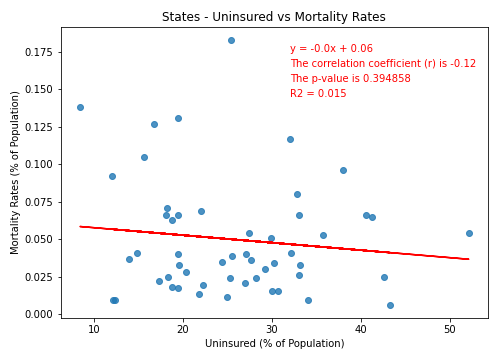 States - Uninsured vs Mortality Rates
y = -0.0x + 0.06
The correlation coefficient (r) is -0.12
The p-value is 0.394858
R2 = 0.015
Mortality Rates (% of Population)
0.175
0.150
0.125
0.100
0.075
0.050
0.025
0.000
10 20 30 40 50
Uninsured (% of Population)